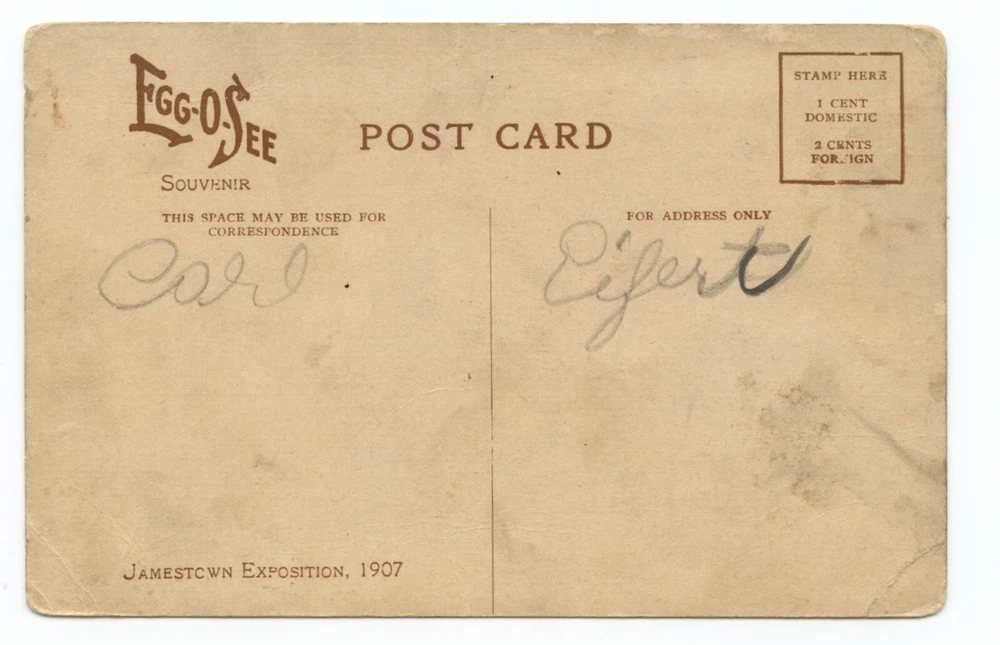 EGG-O-SEE
SOUVENIR
POST CARD
STAMP HERE
1 CENT
DOMESTIC
2 CENTS
FOREIGN
THIS SPACE MAY BE USED FOR
CORRESPONDENCE
FOR ADDRESS ONLY
Carl
Eifert
JAMESTOWN EXPOSITION, 1907